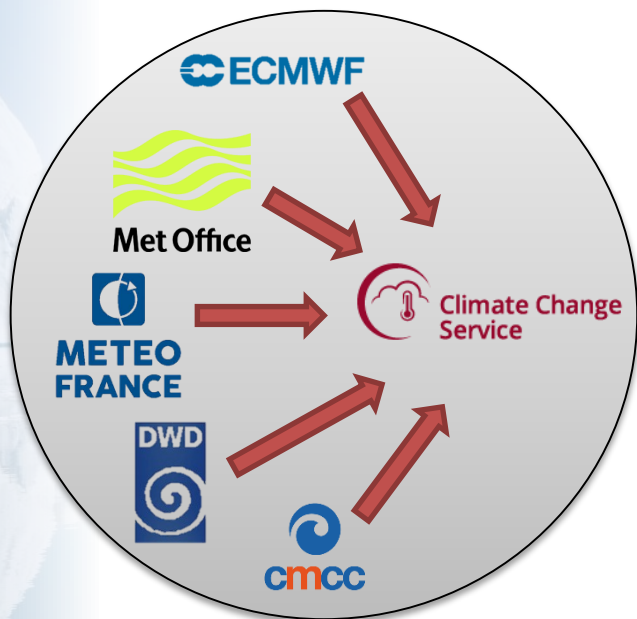 ECMWF
Met Office
METEO
FRANCE
Climate Change
Service
DWD
cmcc